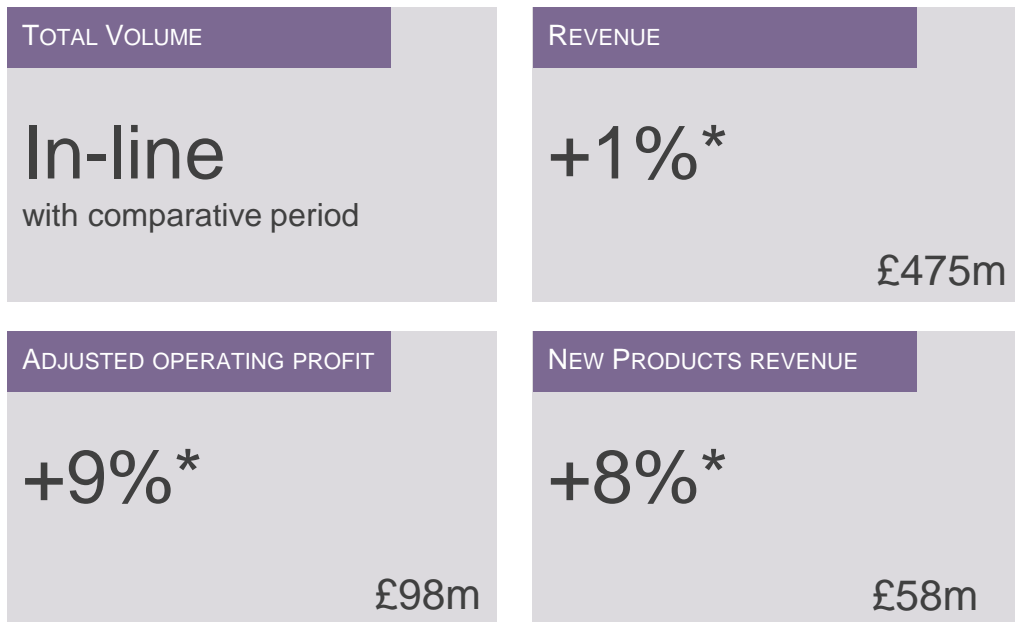 TOTAL VOLUME
In-line
with comparative period
REVENUE
+1%*
£475m
ADJUSTED OPERATING PROFIT
+9%*
£98m
NEW PRODUCTS REVENUE
+8%*
£58m